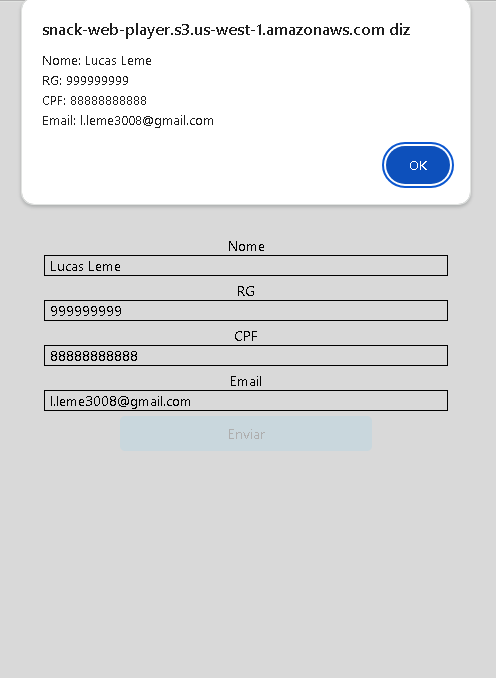 snack-web-player.s3.us-west-1.amazonaws.com diz
Nome: Lucas Leme
RG: 999999999
CPF: 88888888888
Email: l.leme3008@gmail.com
OK
Nome
Lucas Leme
RG
999999999
CPF
88888888888
Email
l.leme3008@gmail.com
Enviar